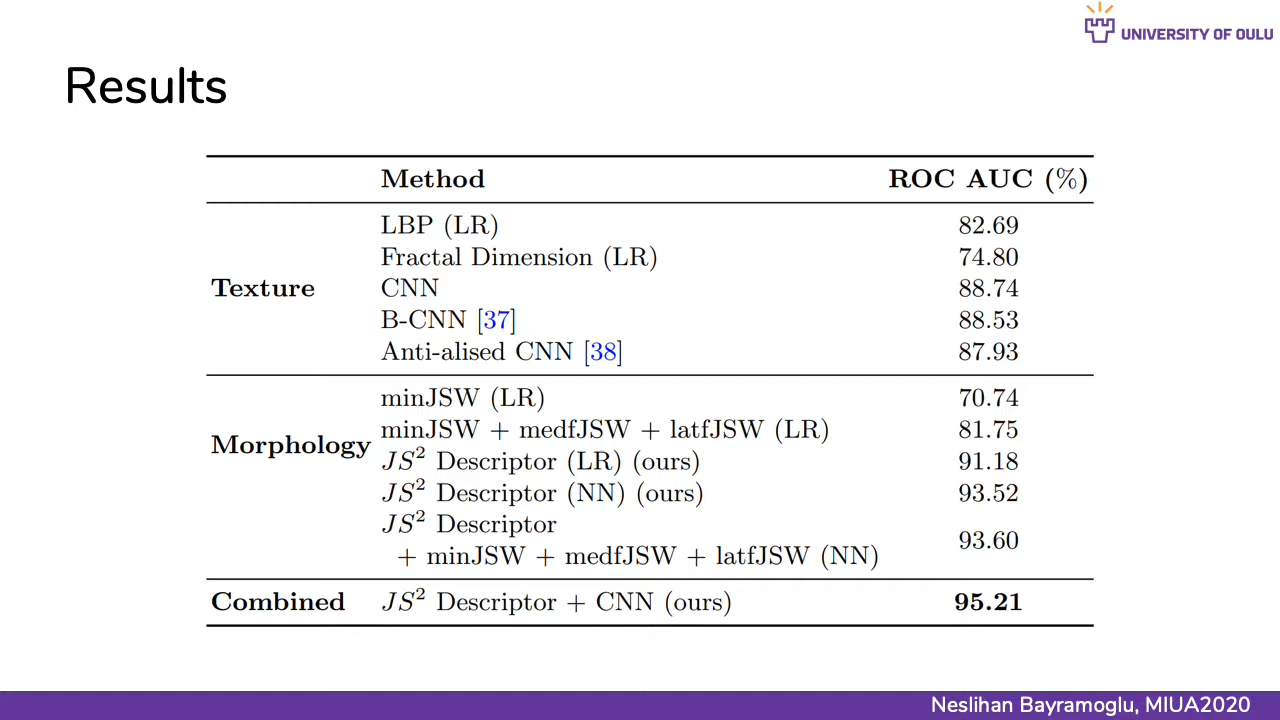 UNIVERSITY OF OULU
Results
Method ROC AUC (%)
LBP (LR) 82.69
Fractal Dimension (LR) 74.80
Texture CNN 88.74
B-CNN [37] 88.53
Anti-alised CNN [38] 87.93
minJSW (LR) 70.74
minJSW + medfJSW + latfJSW (LR) 81.75
Morphology
JS² Descriptor (LR) (ours) 91.18
JS² Descriptor (NN) (ours) 93.52
JS² Descriptor
+ minJSW + medfJSW + latfJSW (NN) 93.60
Combined JS² Descriptor + CNN (ours) 95.21
Neslihan Bayramoglu, MIUA2020